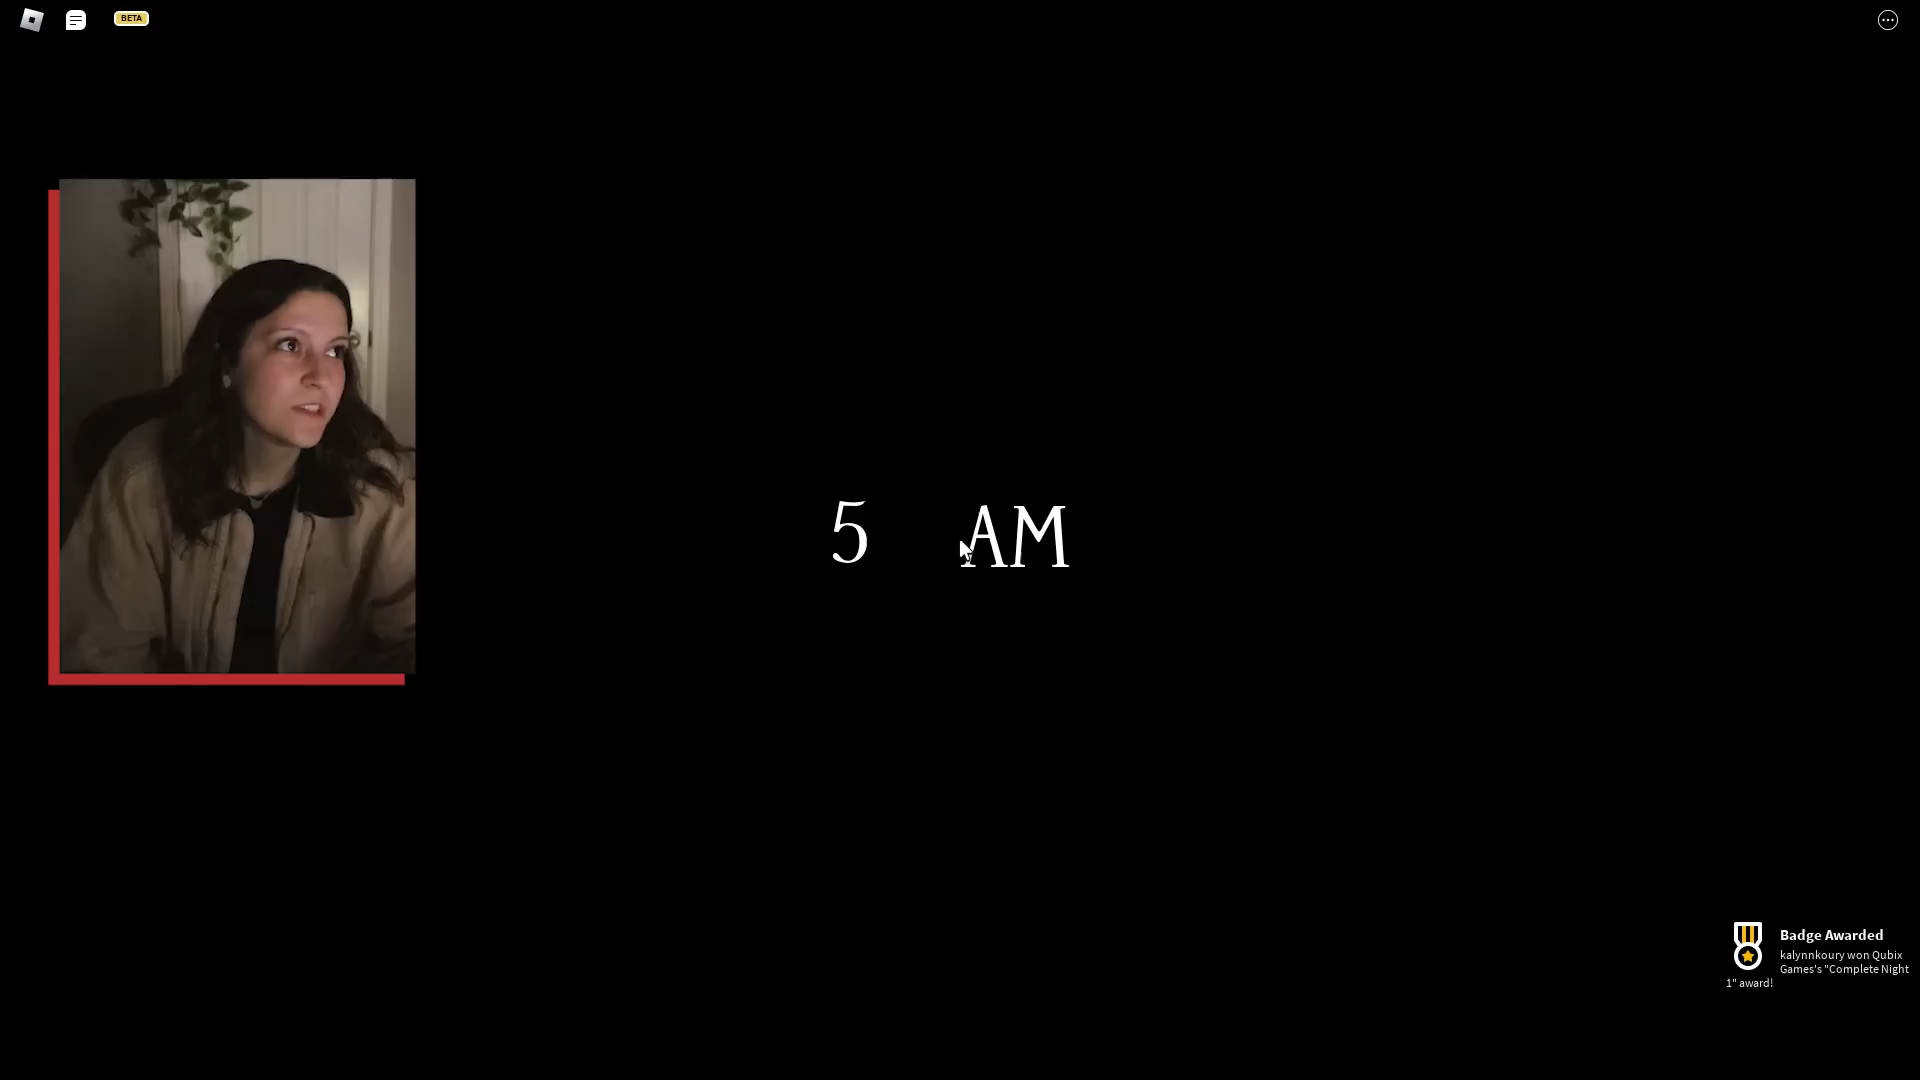 BETA
5 AM
Badge Awarded
kalynnkoury won Qubix
Games's "Complete Night
1" award!